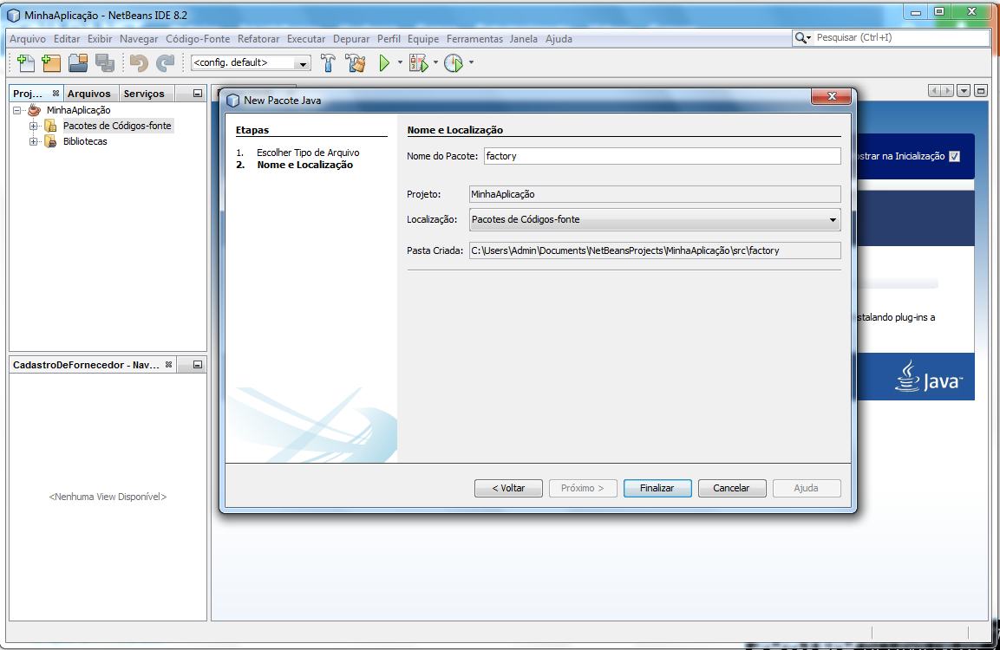 MinhaAplicação - NetBeans IDE 8.2
Arquivo Editar Exibir Navegar Código-Fonte Refatorar Executar Depurar Perfil Equipe Ferramentas Janela Ajuda
Pesquisar (Ctrl+I)
<config. default>
Proj... Arquivos Serviços
MinhaAplicação
Pacotes de Códigos-fonte
Bibliotecas
CadastroDeFornecedor - Nav...
<Nenhuma View Disponível>
New Pacote Java
Etapas
1. Escolher Tipo de Arquivo
2. Nome e Localização
Nome e Localização
Nome do Pacote: factory
Projeto: MinhaAplicação
Localização: Pacotes de Códigos-fonte
Pasta Criada: C:\Users\Admin\Documents\NetBeansProjects\MinhaAplicação\src\factory
< Voltar Próximo > Finalizar Cancelar Ajuda
strar na Inicialização
stalando plug-ins a
Java™